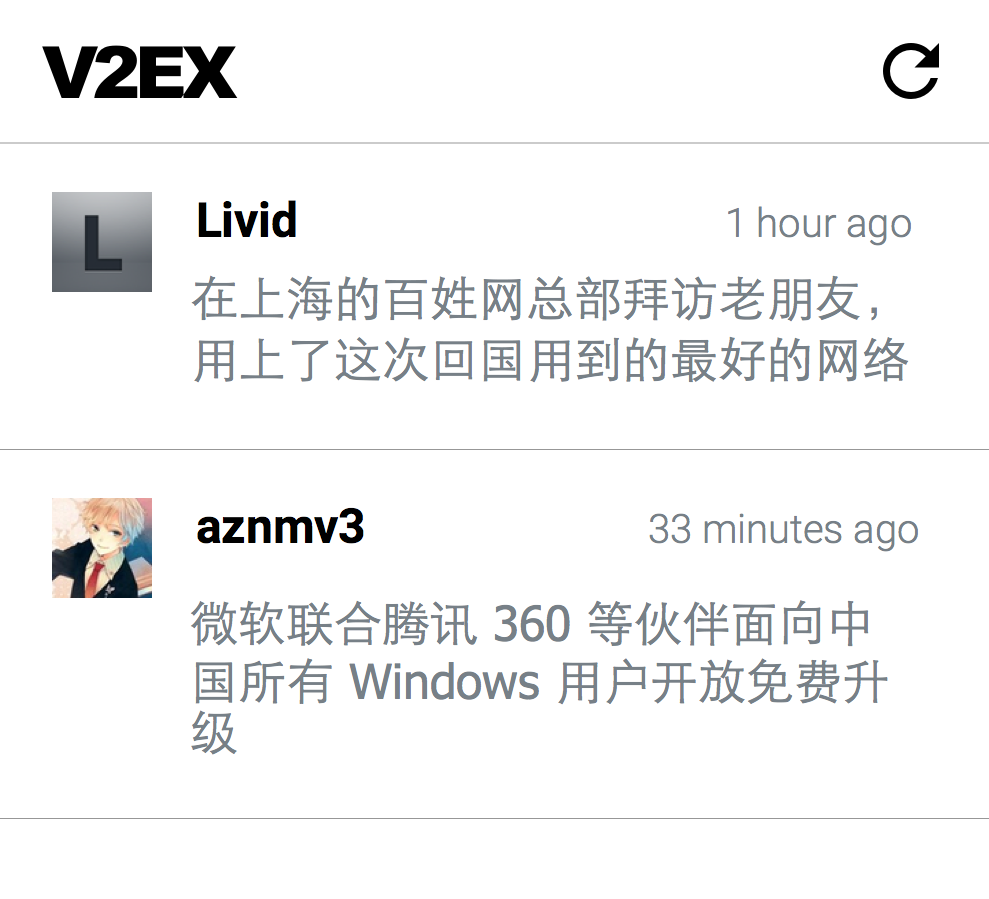 V2EX
L
Livid
1 hour ago
在上海的百姓网总部拜访老朋友，
用上了这次回国用到的最好的网络
aznmv3
33 minutes ago
微软联合腾讯 360 等伙伴面向中
国所有 Windows 用户开放免费升
级